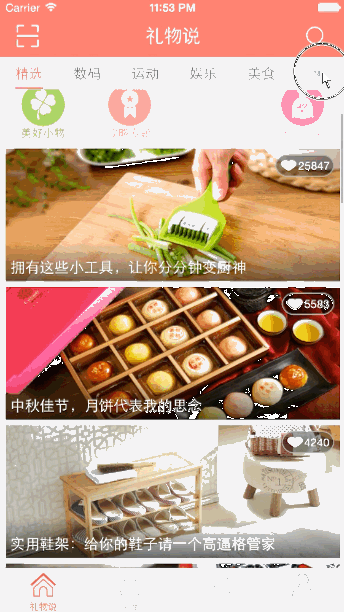 Carrier
11:53 PM
礼物说
精选 数码 运动 娱乐 美食
美好小物
25847
拥有这些小工具，让你分分钟变厨神
5583
中秋佳节，月饼代表我的思念
4240
实用鞋架：给你的鞋子请一个高逼格管家
礼物说